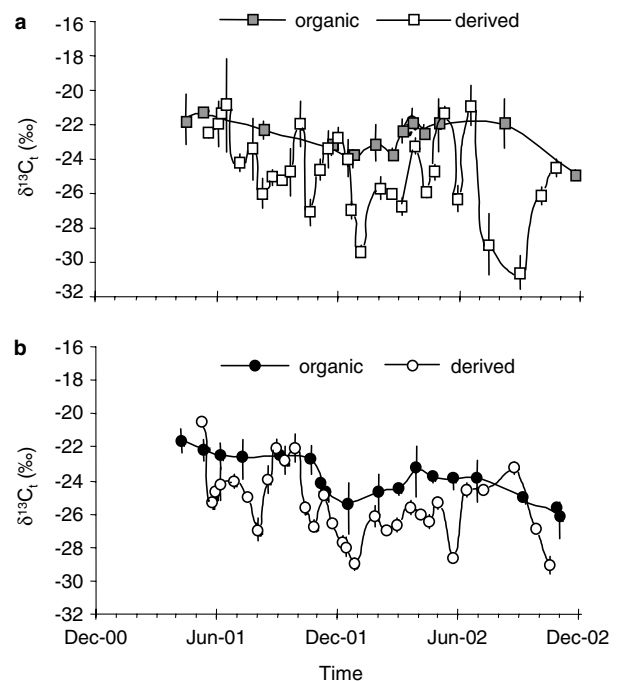 a
organic derived
-16
-18
-20
-22
-24
-26
-28
-30
-32
δ¹³Cₜ (‰)
b
organic derived
-16
-18
-20
-22
-24
-26
-28
-30
-32
δ¹³Cₜ (‰)
Dec-00 Jun-01 Dec-01 Jun-02 Dec-02
Time